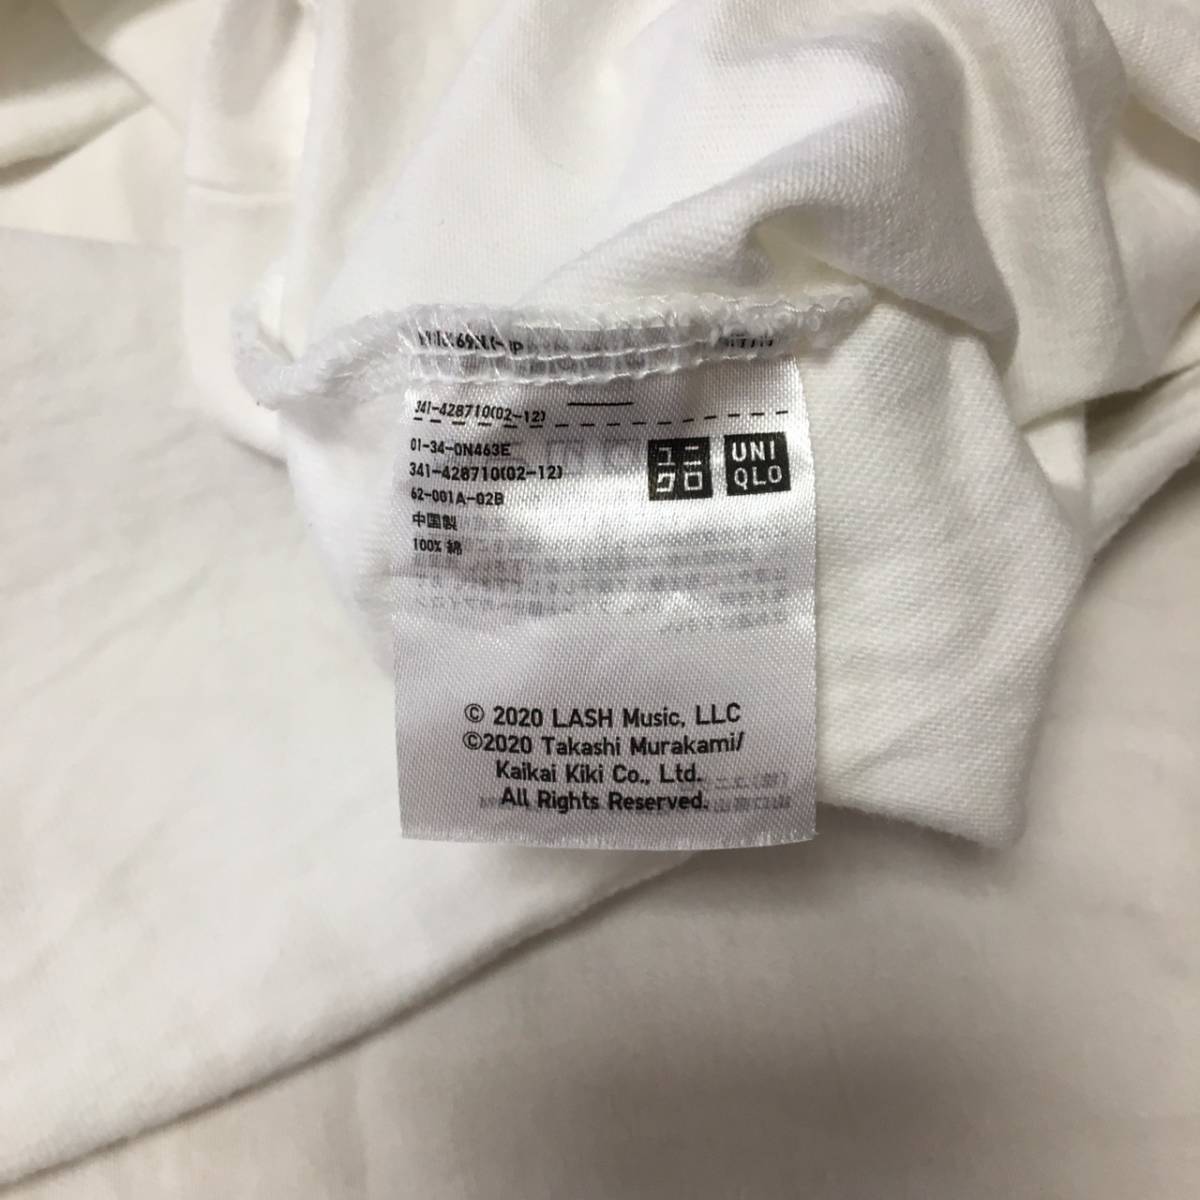 341-428710(02-12)
01-34-0N463E
341-428710(02-12)
62-001A-02B
中国製
100% 綿
ユニ
クロ
UNI
QLO
© 2020 LASH Music, LLC
©2020 Takashi Murakami/
Kaikai Kiki Co., Ltd.
All Rights Reserved.